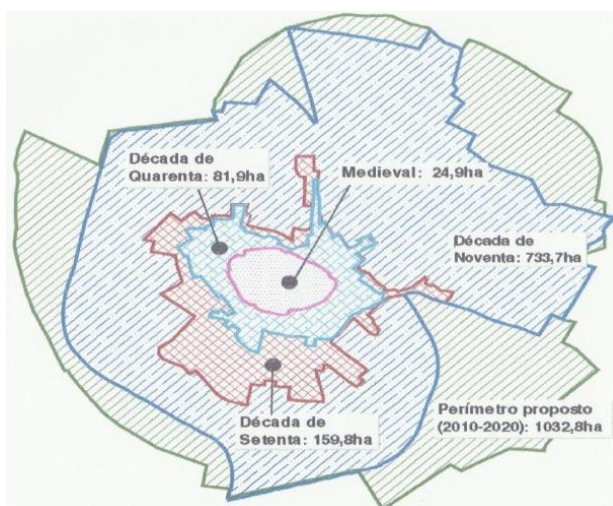 Década de
Quarenta: 81,9ha
Medieval: 24,9ha
Década de
Noventa: 733,7ha
Década de
Setenta: 159,8ha
Perímetro proposto
(2010-2020): 1032,8ha